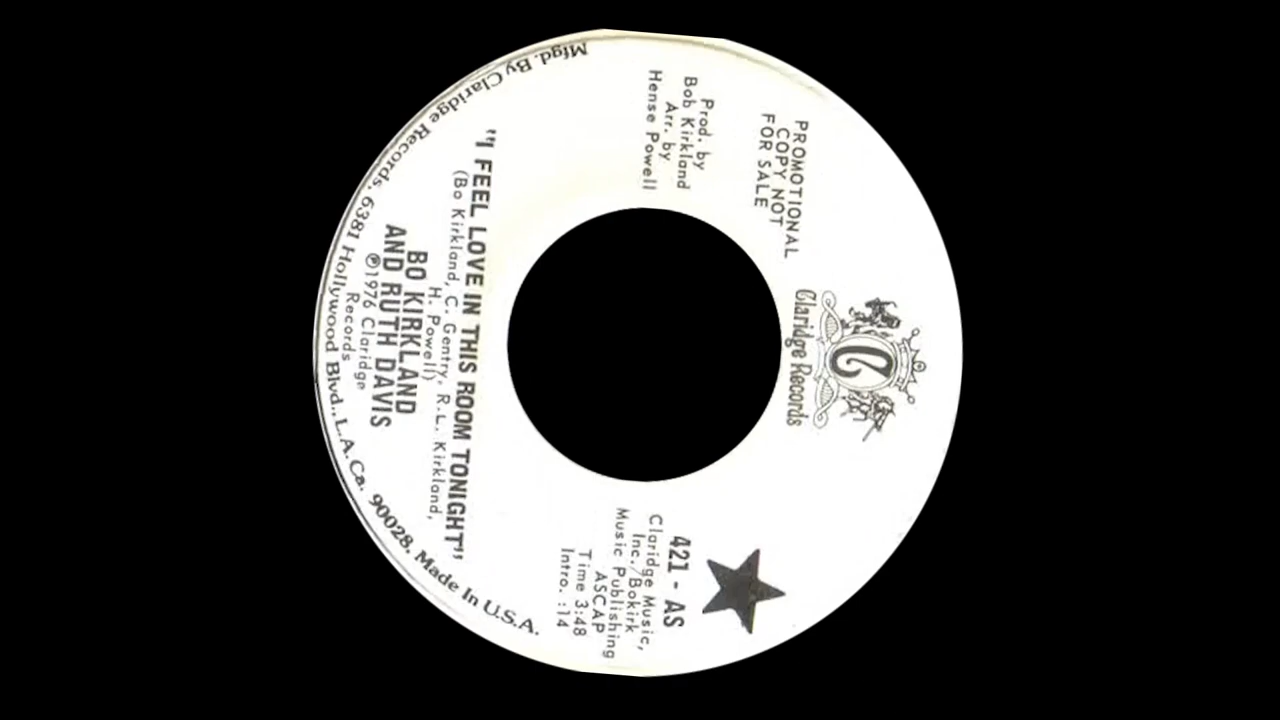 C
Claridge Records
PROMOTIONAL
COPY NOT
FOR SALE
Prod. by
Bob Kirkland
Arr. by
Hense Powell
421 - AS
Claridge Music,
Inc./Bokirk
Music Publishing
ASCAP
Time 3:48
Intro. :14
"I FEEL LOVE IN THIS ROOM TONIGHT"
(Bo Kirkland, C. Gentry, R.L. Kirkland,
H. Powell)
BO KIRKLAND
AND RUTH DAVIS
℗1976 Claridge
Records
Mfgd. By Claridge Records, 6381 Hollywood Blvd., L.A. Ca. 90028, Made In U.S.A.